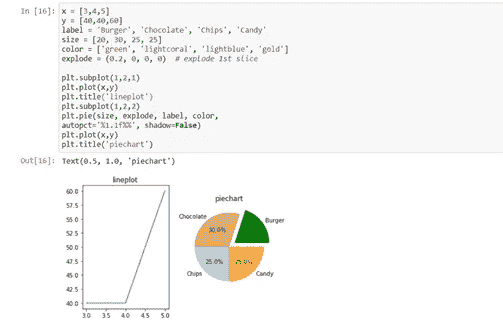 In [16]: x = [3,4,5]
y = [40,40,60]
label = 'Burger', 'Chocolate', 'Chips', 'Candy'
size = [20, 30, 25, 25]
color = ['green', 'lightcoral', 'lightblue', 'gold']
explode = (0.2, 0, 0, 0)  # explode 1st slice
plt.subplot(1,2,1)
plt.plot(x,y)
plt.title('lineplot')
plt.subplot(1,2,2)
plt.pie(size, explode, label, color,
autopct='%1.1f%%', shadow=False)
plt.plot(x,y)
plt.title('piechart')
Out[16]: Text(0.5, 1.0, 'piechart')
lineplot
60.0
57.5
55.0
52.5
50.0
47.5
45.0
42.5
40.0
3.0 3.5 4.0 4.5 5.0
piechart
Chocolate
Burger
30.0%
25.0%
25.0%
Chips
Candy